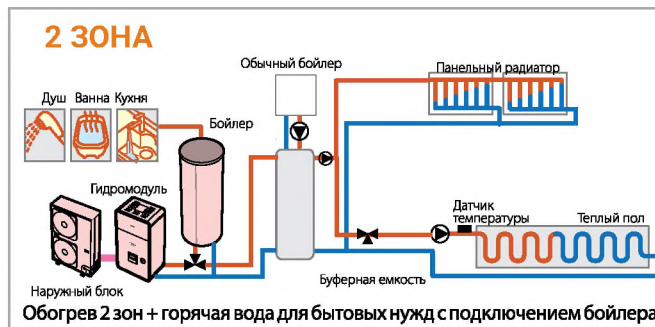 2 ЗОНА
Обычный бойлер
Панельный радиатор
Душ Ванна Кухня
Бойлер
Гидромодуль
Датчик
температуры
Теплый пол
Буферная емкость
Наружный блок
Обогрев 2 зон + горячая вода для бытовых нужд с подключением бойлера